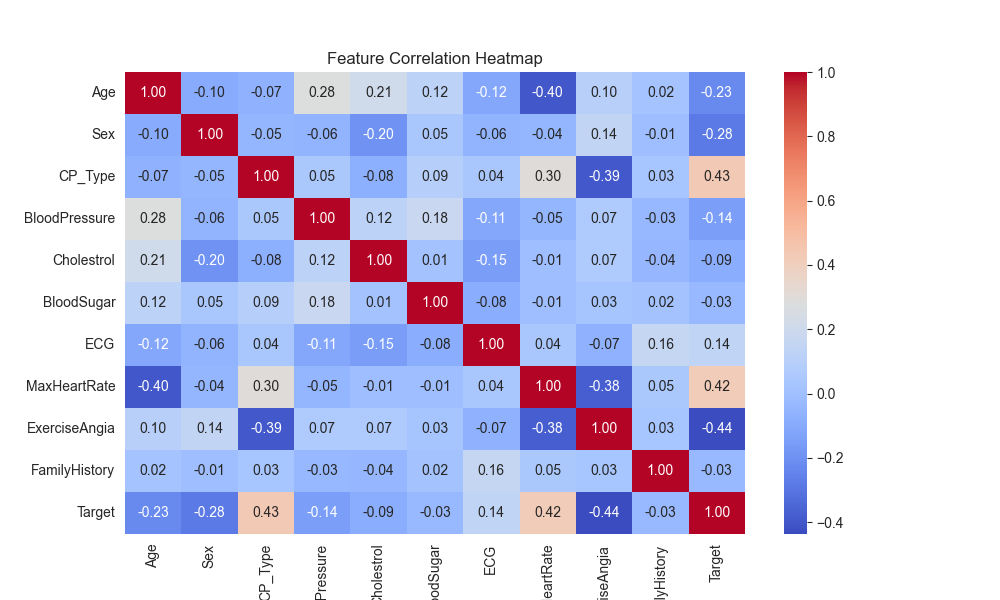 Feature Correlation Heatmap
Age 1.00 -0.10 -0.07 0.28 0.21 0.12 -0.12 -0.40 0.10 0.02 -0.23
Sex -0.10 1.00 -0.05 -0.06 -0.20 0.05 -0.06 -0.04 0.14 -0.01 -0.28
CP_Type -0.07 -0.05 1.00 0.05 -0.08 0.09 0.04 0.30 -0.39 0.03 0.43
BloodPressure 0.28 -0.06 0.05 1.00 0.12 0.18 -0.11 -0.05 0.07 -0.03 -0.14
Cholestrol 0.21 -0.20 -0.08 0.12 1.00 0.01 -0.15 -0.01 0.07 -0.04 -0.09
BloodSugar 0.12 0.05 0.09 0.18 0.01 1.00 -0.08 -0.01 0.03 0.02 -0.03
ECG -0.12 -0.06 0.04 -0.11 -0.15 -0.08 1.00 0.04 -0.07 0.16 0.14
MaxHeartRate -0.40 -0.04 0.30 -0.05 -0.01 -0.01 0.04 1.00 -0.38 0.05 0.42
ExerciseAngia 0.10 0.14 -0.39 0.07 0.07 0.03 -0.07 -0.38 1.00 0.03 -0.44
FamilyHistory 0.02 -0.01 0.03 -0.03 -0.04 0.02 0.16 0.05 0.03 1.00 -0.03
Target -0.23 -0.28 0.43 -0.14 -0.09 -0.03 0.14 0.42 -0.44 -0.03 1.00
Age
Sex
CP_Type
Pressure
holestrol
odSugar
ECG
eartRate
iseAngia
lyHistory
Target
1.0
0.8
0.6
0.4
0.2
0.0
−0.2
−0.4